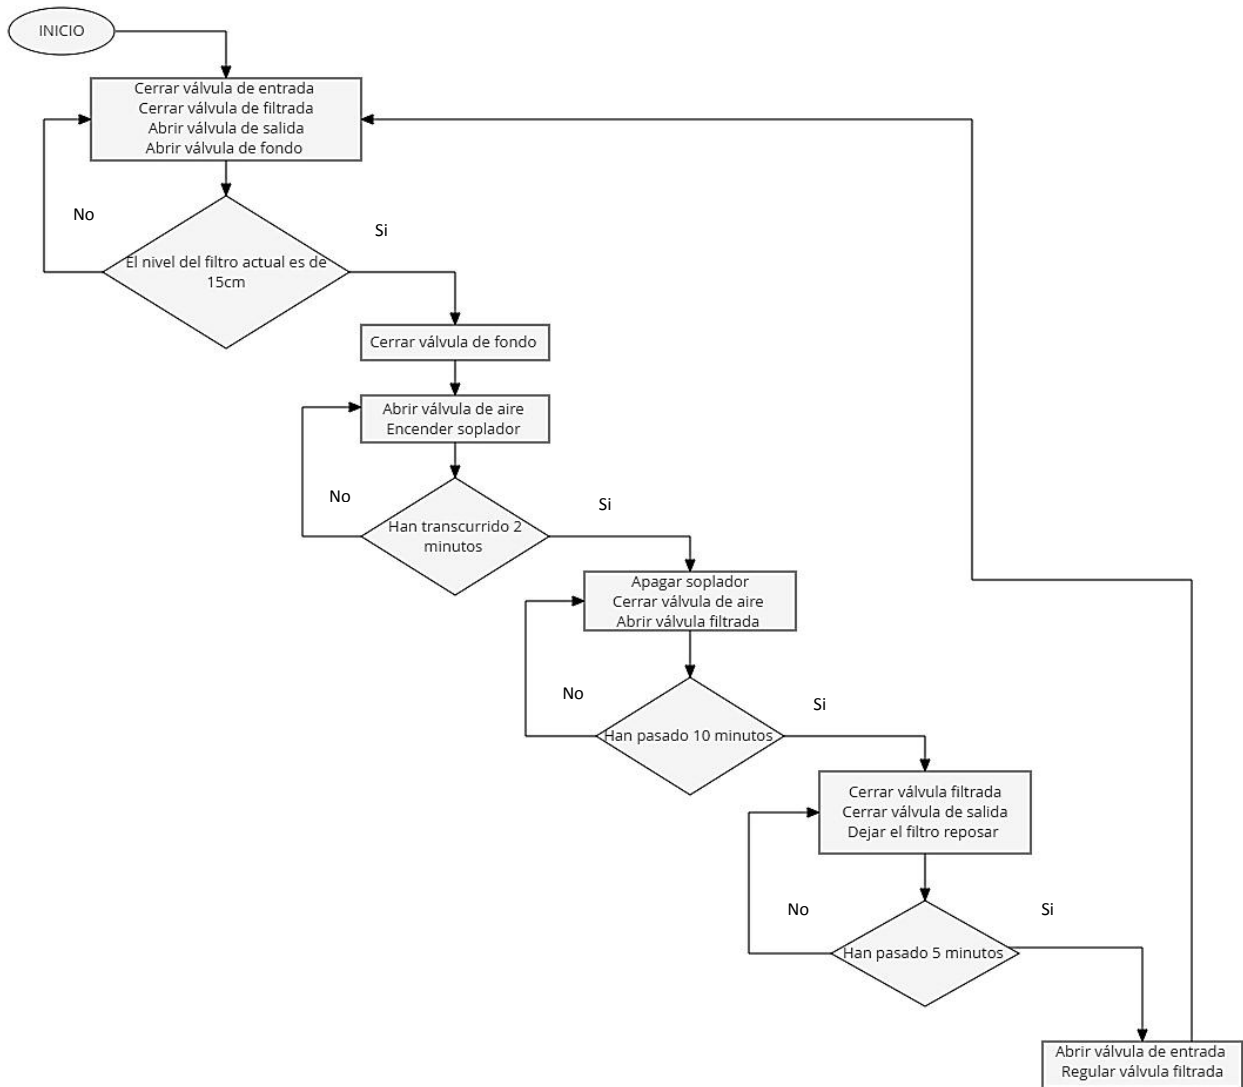 INICIO
Cerrar válvula de entrada
Cerrar válvula de filtrada
Abrir válvula de salida
Abrir válvula de fondo
No
Si
El nivel del filtro actual es de
15cm
Cerrar válvula de fondo
Abrir válvula de aire
Encender soplador
No
Si
Han transcurrido 2
minutos
Apagar soplador
Cerrar válvula de aire
Abrir válvula filtrada
No
Si
Han pasado 10 minutos
Cerrar válvula filtrada
Cerrar válvula de salida
Dejar el filtro reposar
No
Si
Han pasado 5 minutos
Abrir válvula de entrada
Regular válvula filtrada